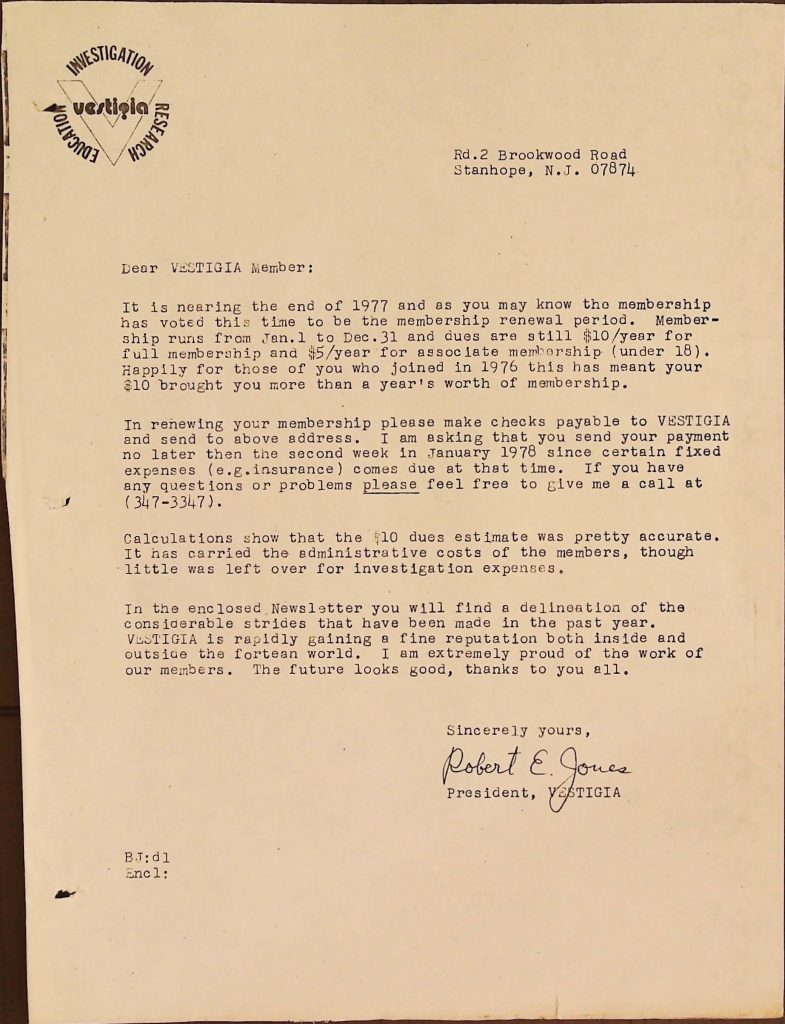 INVESTIGATION
vestigia
RESEARCH
EDUCATION
Rd.2 Brookwood Road
Stanhope, N.J. 07874
Dear VESTIGIA Member:
It is nearing the end of 1977 and as you may know the membership
has voted this time to be the membership renewal period. Member-
ship runs from Jan.1 to Dec.31 and dues are still $10/year for
full membership and $5/year for associate membership (under 18).
Happily for those of you who joined in 1976 this has meant your
$10 brought you more than a year's worth of membership.
In renewing your membership please make checks payable to VESTIGIA
and send to above address. I am asking that you send your payment
no later then the second week in January 1978 since certain fixed
expenses (e.g.insurance) comes due at that time. If you have
any questions or problems please feel free to give me a call at
(347-3347).
Calculations show that the $10 dues estimate was pretty accurate.
It has carried the administrative costs of the members, though
little was left over for investigation expenses.
In the enclosed Newsletter you will find a delineation of the
considerable strides that have been made in the past year.
VESTIGIA is rapidly gaining a fine reputation both inside and
outside the fortean world. I am extremely proud of the work of
our members. The future looks good, thanks to you all.
Sincerely yours,
Robert E. Jones
President, VESTIGIA
BJ:dl
Encl: